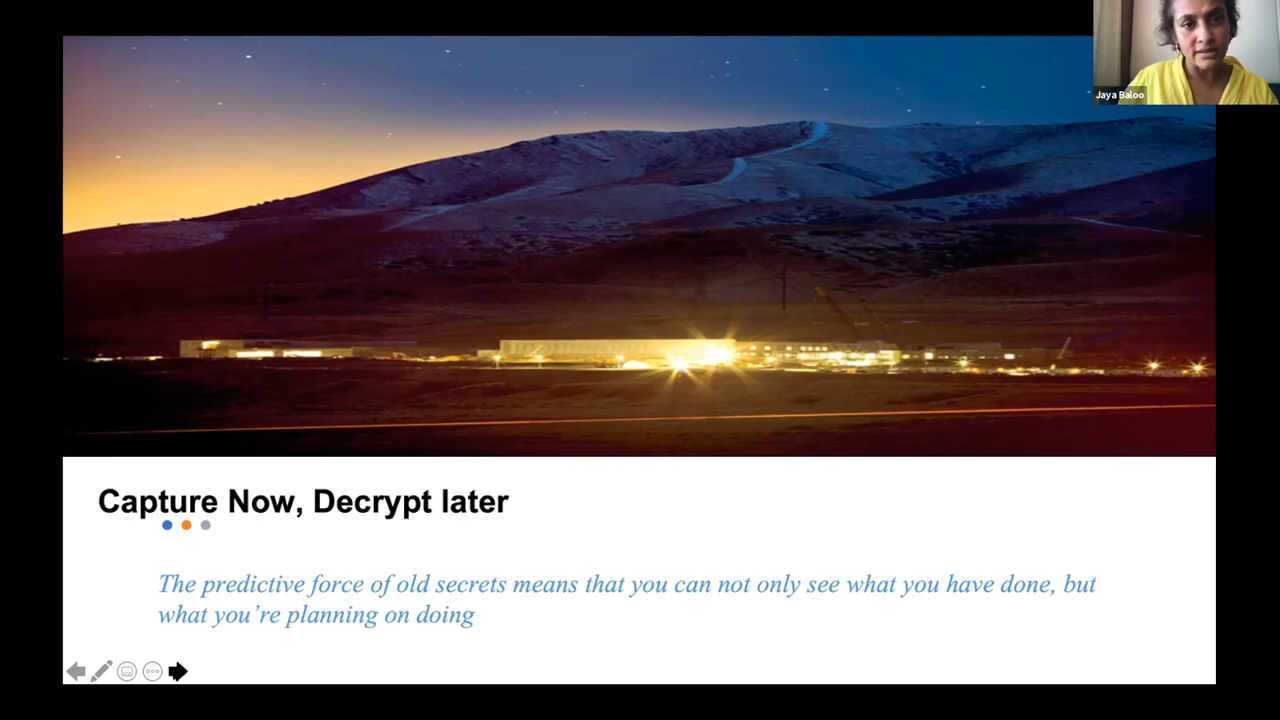 Jaya Baloo
Capture Now, Decrypt later
The predictive force of old secrets means that you can not only see what you have done, but
what you’re planning on doing